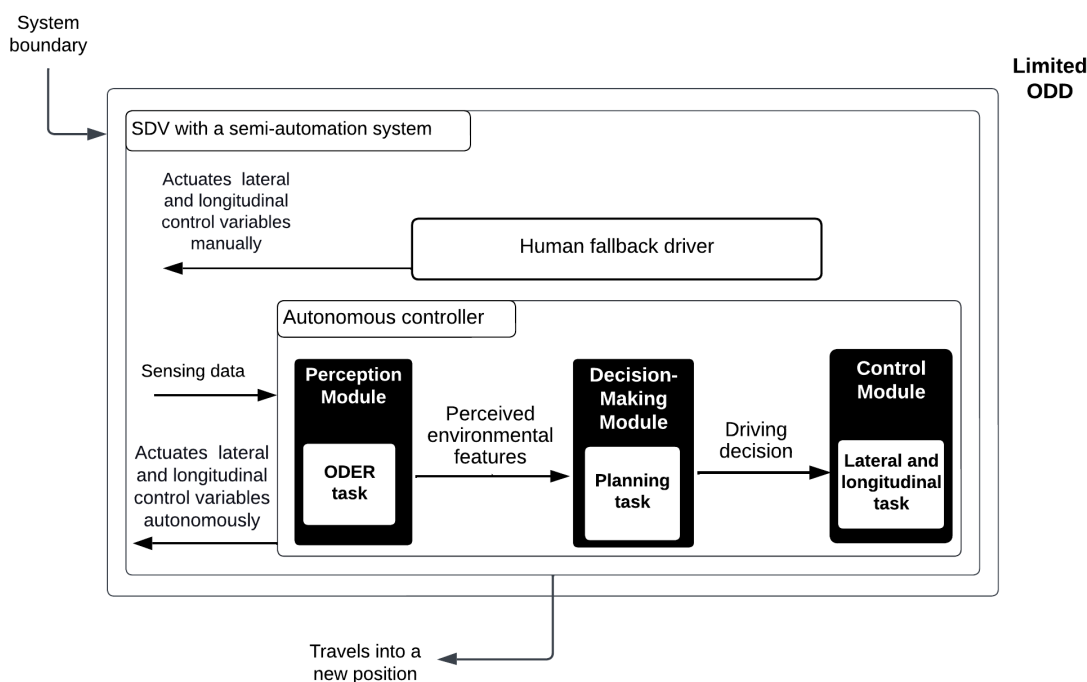 System
boundary
Limited
ODD
SDV with a semi-automation system
Actuates lateral
and longitudinal
control variables
manually
Human fallback driver
Autonomous controller
Sensing data
Perception
Module
ODER
task
Perceived
environmental
features
Decision-
Making
Module
Planning
task
Driving
decision
Control
Module
Lateral and
longitudinal
task
Actuates lateral
and longitudinal
control variables
autonomously
Travels into a
new position